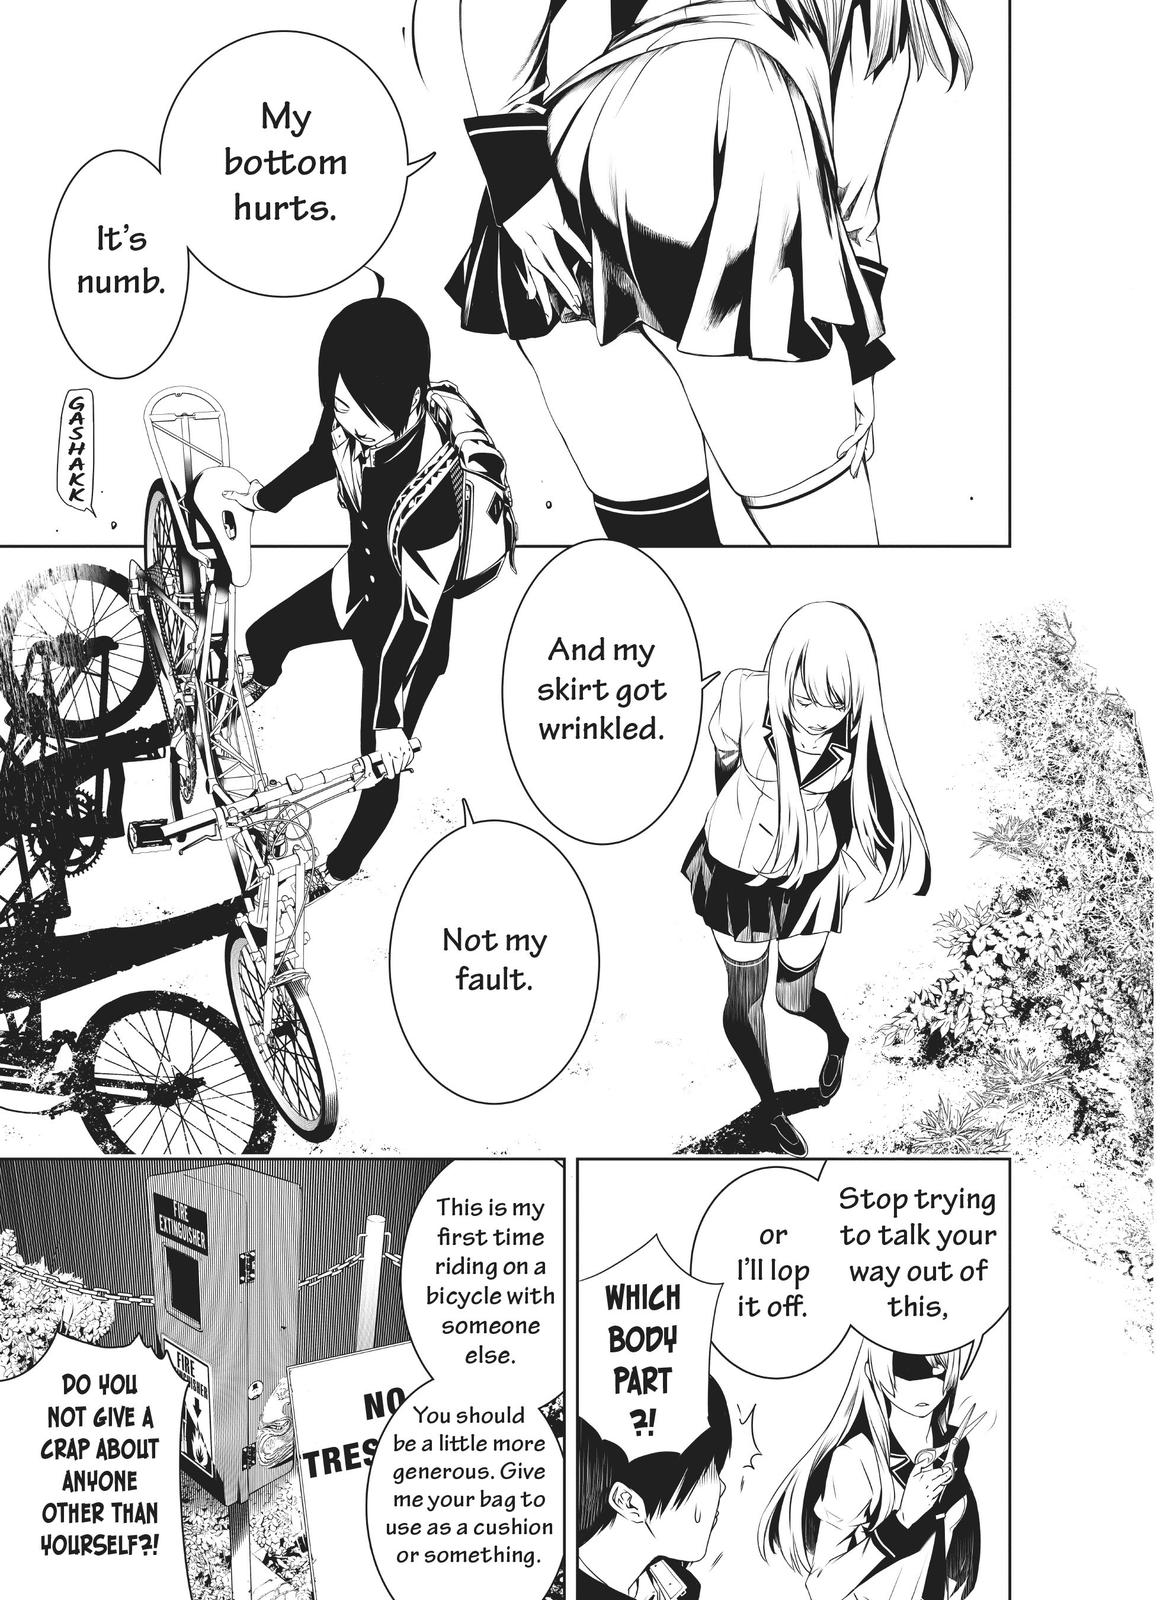 My
bottom
hurts.
It's
numb.
GASHAKK
And my
skirt got
wrinkled.
Not my
fault.
Stop trying
to talk your
way out of
this,
or
I'll lop
it off.
WHICH
BODY
PART
?!
This is my
first time
riding on a
bicycle with
someone
else.
You should
be a little more
generous. Give
me your bag to
use as a cushion
or something.
FIRE
EXTINGUISHER
FIRE
NO
TRES
DO YOU
NOT GIVE A
CRAP ABOUT
ANYONE
OTHER THAN
YOURSELF?!